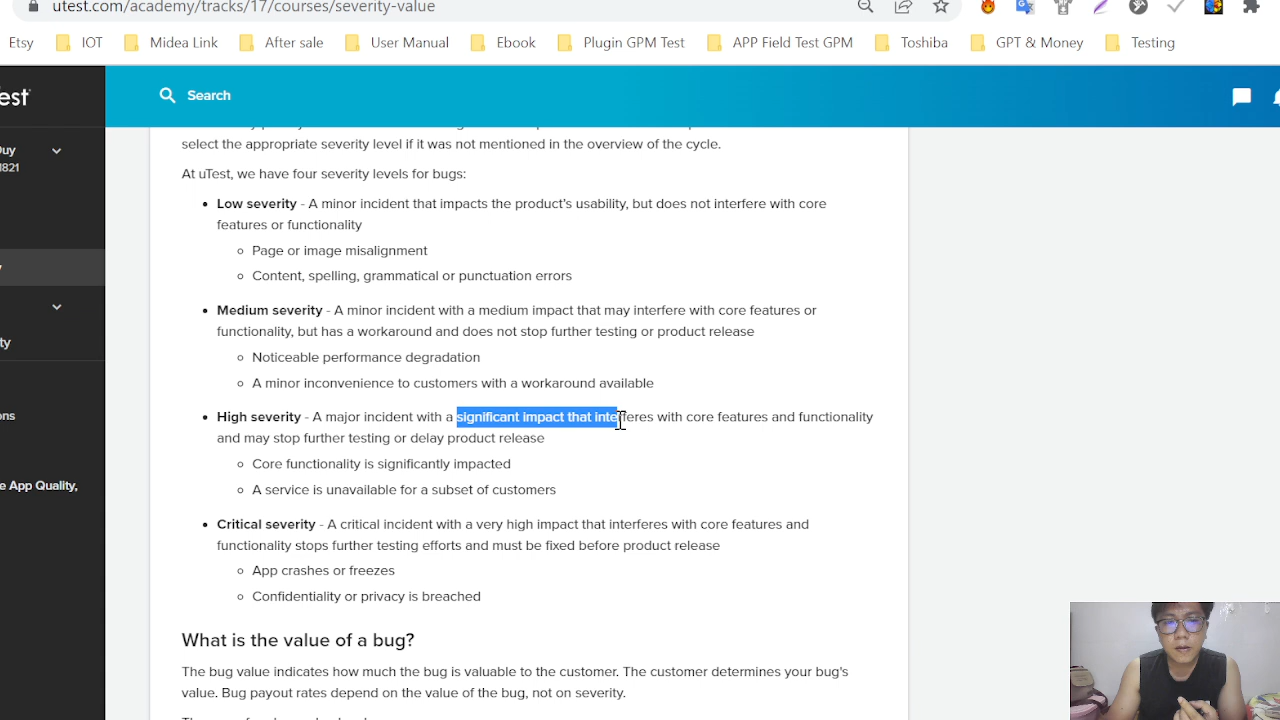 utest.com/academy/tracks/17/courses/severity-value
Etsy IOT Midea Link After sale User Manual Ebook Plugin GPM Test APP Field Test GPM Toshiba GPT & Money Testing
est
Search
uy
821
select the appropriate severity level if it was not mentioned in the overview of the cycle.
At uTest, we have four severity levels for bugs:
Low severity - A minor incident that impacts the product's usability, but does not interfere with core
features or functionality
Page or image misalignment
Content, spelling, grammatical or punctuation errors
Medium severity - A minor incident with a medium impact that may interfere with core features or
functionality, but has a workaround and does not stop further testing or product release
Noticeable performance degradation
A minor inconvenience to customers with a workaround available
High severity - A major incident with a significant impact that interferes with core features and functionality
and may stop further testing or delay product release
Core functionality is significantly impacted
A service is unavailable for a subset of customers
Critical severity - A critical incident with a very high impact that interferes with core features and
functionality stops further testing efforts and must be fixed before product release
App crashes or freezes
Confidentiality or privacy is breached
ty
ons
e App Quality,
What is the value of a bug?
The bug value indicates how much the bug is valuable to the customer. The customer determines your bug's
value. Bug payout rates depend on the value of the bug, not on severity.